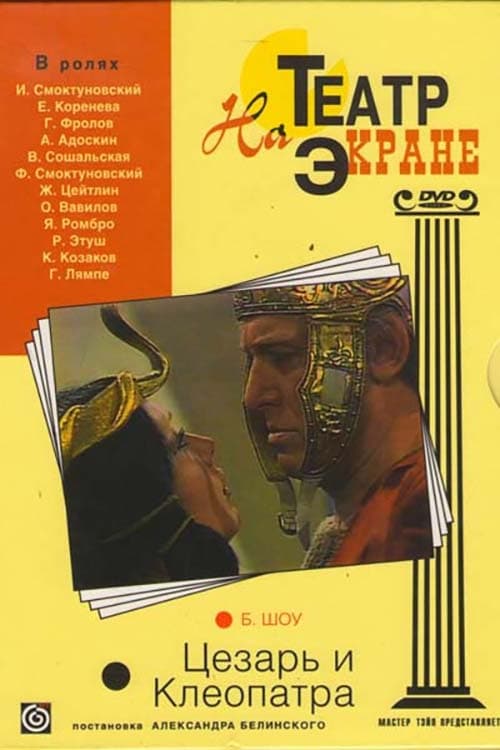 В ролях
И. Смоктуновский
Е. Коренева
Г. Фролов
А. Адоскин
В. Сошальская
Ф. Смоктуновский
Ж. Цейтлин
О. Вавилов
Я. Ромбро
Р. Этуш
К. Козаков
Г. Лямпе
ТЕАТР
На ЭКРАНЕ
DVD
Б. ШОУ
Цезарь и
Клеопатра
постановка АЛЕКСАНДРА БЕЛИНСКОГО
МАСТЕР ТЭЙП ПРЕДСТАВЛЯЕТ